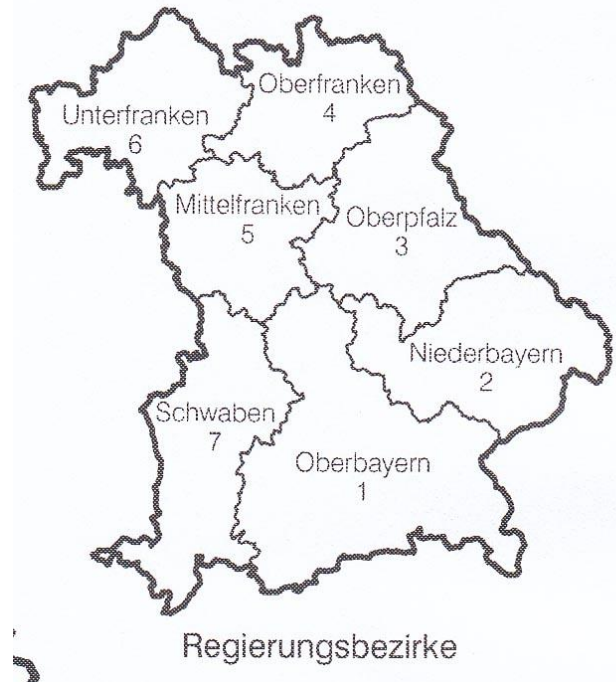 Oberfranken
4
Unterfranken
6
Mittelfranken
5
Oberpfalz
3
Niederbayern
2
Schwaben
7
Oberbayern
1
Regierungsbezirke